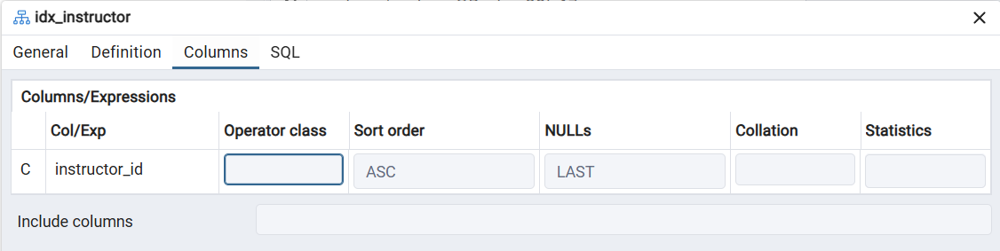 idx_instructor
General Definition Columns SQL
Columns/Expressions
Col/Exp Operator class Sort order NULLs Collation Statistics
C instructor_id ASC LAST
Include columns